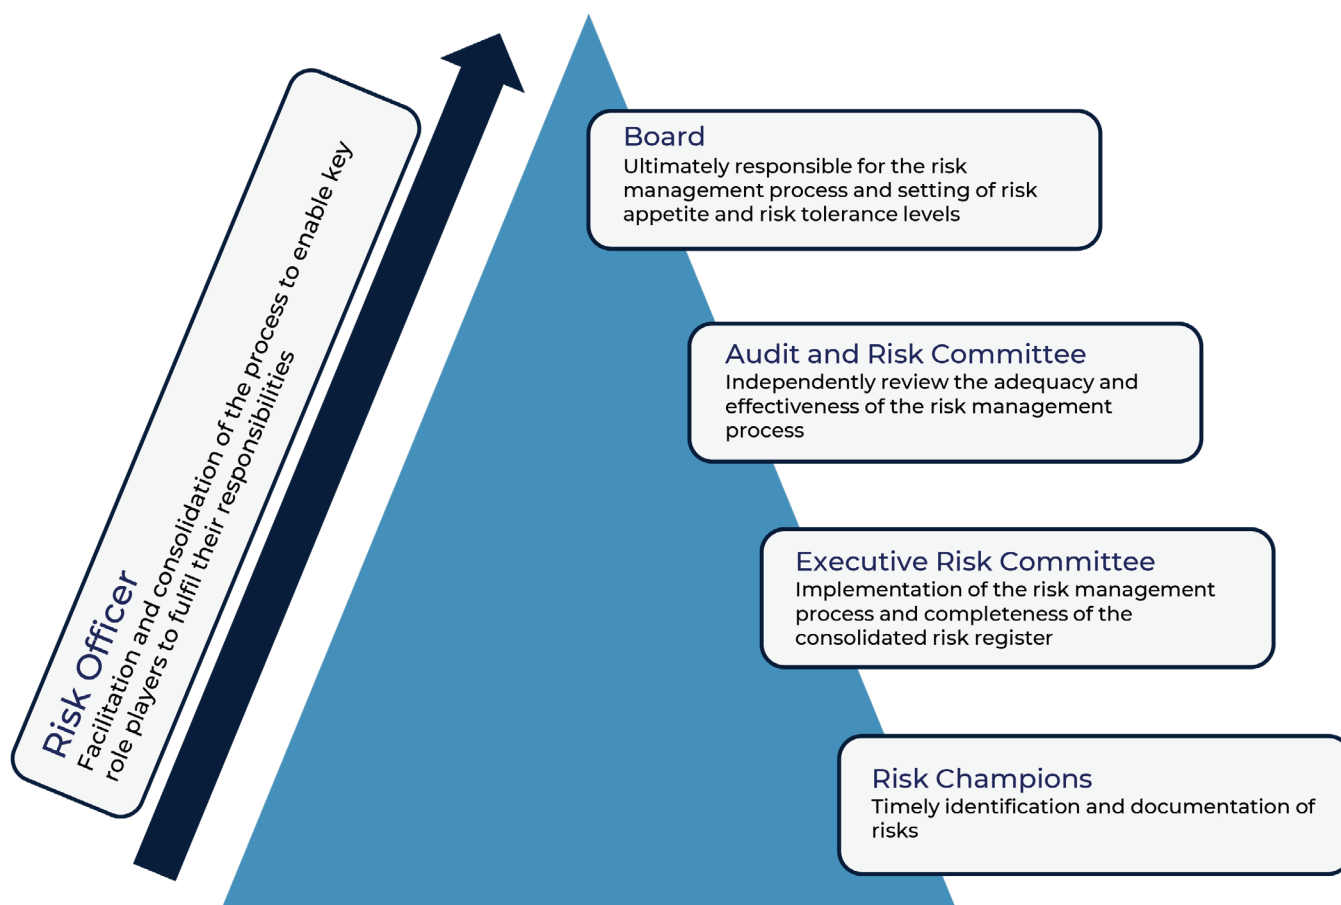 Risk Officer
Facilitation and consolidation of the process to enable key
role players to fulfil their responsibilities
Board
Ultimately responsible for the risk
management process and setting of risk
appetite and risk tolerance levels
Audit and Risk Committee
Independently review the adequacy and
effectiveness of the risk management
process
Executive Risk Committee
Implementation of the risk management
process and completeness of the
consolidated risk register
Risk Champions
Timely identification and documentation of
risks